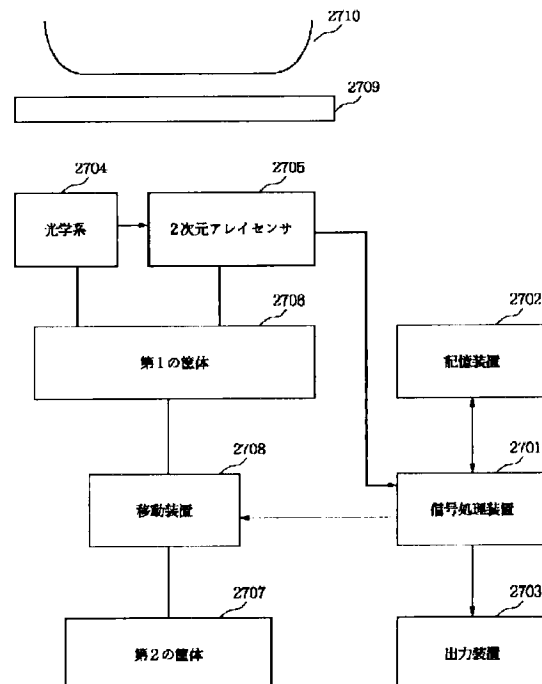 2710
2709
2704
2705
光学系
2次元アレイセンサ
2708
2702
第1の筐体
記憶装置
2708
2701
移動装置
信号処理装置
2707
2703
第2の筐体
出力装置